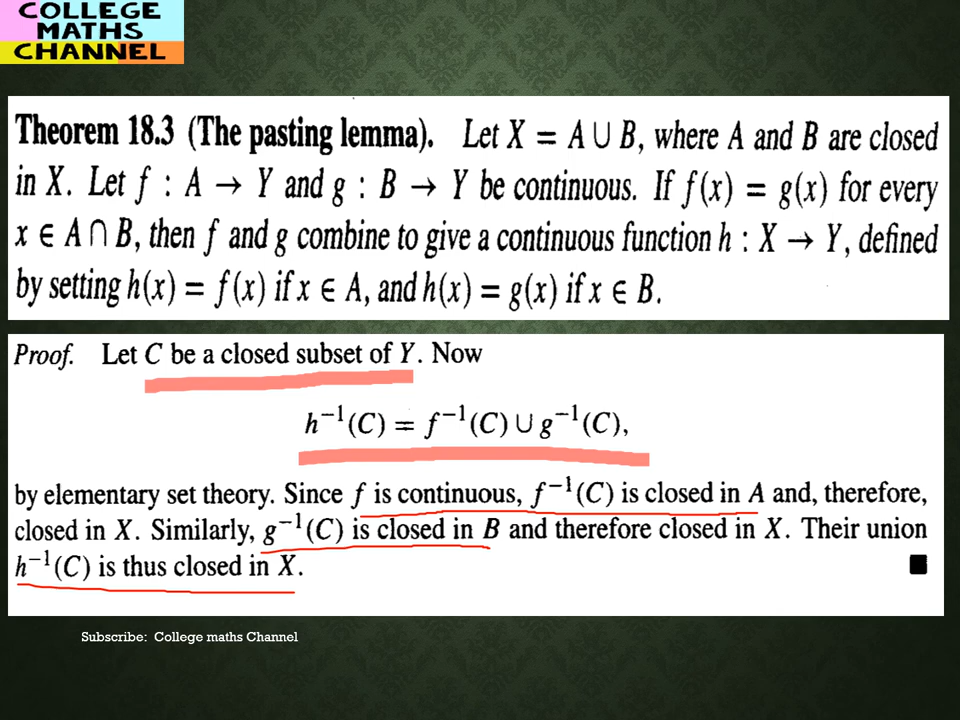 COLLEGE
MATHS
CHANNEL
Theorem 18.3 (The pasting lemma). Let X = A ∪ B, where A and B are closed
in X. Let f : A → Y and g : B → Y be continuous. If f(x) = g(x) for every
x ∈ A ∩ B, then f and g combine to give a continuous function h : X → Y, defined
by setting h(x) = f(x) if x ∈ A, and h(x) = g(x) if x ∈ B.
Proof. Let C be a closed subset of Y. Now
h⁻¹(C) = f⁻¹(C) ∪ g⁻¹(C),
by elementary set theory. Since f is continuous, f⁻¹(C) is closed in A and, therefore,
closed in X. Similarly, g⁻¹(C) is closed in B and therefore closed in X. Their union
h⁻¹(C) is thus closed in X. ■
Subscribe: College maths Channel